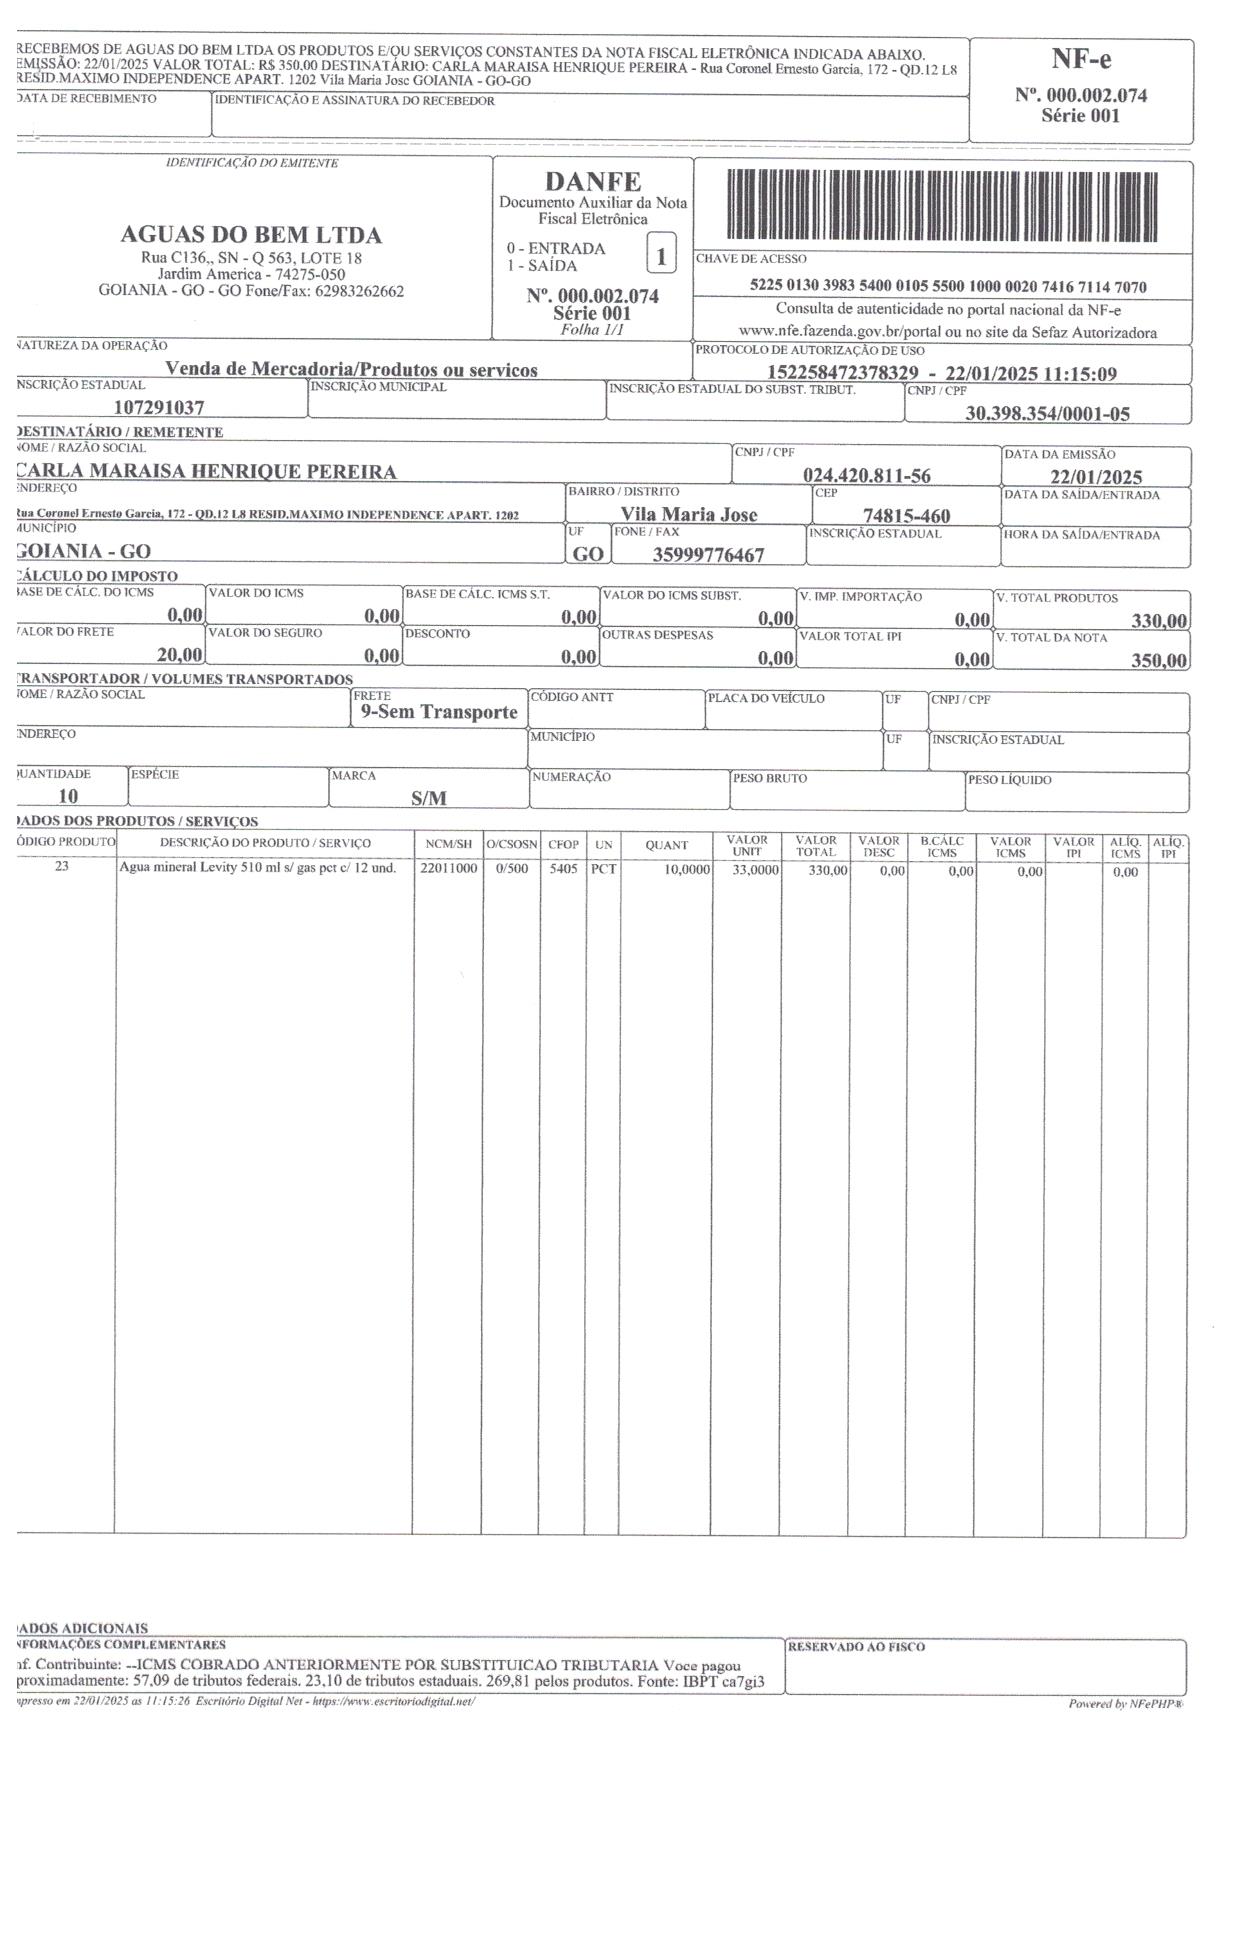 RECEBEMOS DE AGUAS DO BEM LTDA OS PRODUTOS E/OU SERVIÇOS CONSTANTES DA NOTA FISCAL ELETRÔNICA INDICADA ABAIXO.
EMISSÃO: 22/01/2025 VALOR TOTAL: R$ 350,00 DESTINATÁRIO: CARLA MARAISA HENRIQUE PEREIRA - Rua Coronel Ernesto Garcia, 172 - QD.12 L8
RESID.MAXIMO INDEPENDENCE APART. 1202 Vila Maria Jose GOIANIA - GO-GO
DATA DE RECEBIMENTO
IDENTIFICAÇÃO E ASSINATURA DO RECEBEDOR
NF-e
Nº. 000.002.074
Série 001
IDENTIFICAÇÃO DO EMITENTE
AGUAS DO BEM LTDA
Rua C136,, SN - Q 563, LOTE 18
Jardim America - 74275-050
GOIANIA - GO - GO Fone/Fax: 62983262662
DANFE
Documento Auxiliar da Nota
Fiscal Eletrônica
0 - ENTRADA
1 - SAÍDA
1
Nº. 000.002.074
Série 001
Folha 1/1
CHAVE DE ACESSO
5225 0130 3983 5400 0105 5500 1000 0020 7416 7114 7070
Consulta de autenticidade no portal nacional da NF-e
www.nfe.fazenda.gov.br/portal ou no site da Sefaz Autorizadora
NATUREZA DA OPERAÇÃO
Venda de Mercadoria/Produtos ou servicos
PROTOCOLO DE AUTORIZAÇÃO DE USO
152258472378329 - 22/01/2025 11:15:09
NSCRIÇÃO ESTADUAL
107291037
INSCRIÇÃO MUNICIPAL
INSCRIÇÃO ESTADUAL DO SUBST. TRIBUT.
CNPJ / CPF
30.398.354/0001-05
DESTINATÁRIO / REMETENTE
NOME / RAZÃO SOCIAL
CARLA MARAISA HENRIQUE PEREIRA
CNPJ / CPF
024.420.811-56
DATA DA EMISSÃO
22/01/2025
ENDEREÇO
Rua Coronel Ernesto Garcia, 172 - QD.12 L8 RESID.MAXIMO INDEPENDENCE APART. 1202
BAIRRO / DISTRITO
Vila Maria Jose
CEP
74815-460
DATA DA SAÍDA/ENTRADA
MUNICÍPIO
GOIANIA - GO
UF
GO
FONE / FAX
35999776467
INSCRIÇÃO ESTADUAL
HORA DA SAÍDA/ENTRADA
CÁLCULO DO IMPOSTO
BASE DE CÁLC. DO ICMS
0,00
VALOR DO ICMS
0,00
BASE DE CÁLC. ICMS S.T.
0,00
VALOR DO ICMS SUBST.
0,00
V. IMP. IMPORTAÇÃO
0,00
V. TOTAL PRODUTOS
330,00
VALOR DO FRETE
20,00
VALOR DO SEGURO
0,00
DESCONTO
0,00
OUTRAS DESPESAS
0,00
VALOR TOTAL IPI
0,00
V. TOTAL DA NOTA
350,00
TRANSPORTADOR / VOLUMES TRANSPORTADOS
NOME / RAZÃO SOCIAL
FRETE
9-Sem Transporte
CÓDIGO ANTT
PLACA DO VEÍCULO
UF
CNPJ / CPF
ENDEREÇO
MUNICÍPIO
UF
INSCRIÇÃO ESTADUAL
QUANTIDADE
10
ESPÉCIE
MARCA
S/M
NUMERAÇÃO
PESO BRUTO
PESO LÍQUIDO
DADOS DOS PRODUTOS / SERVIÇOS
CÓDIGO PRODUTO DESCRIÇÃO DO PRODUTO / SERVIÇO NCM/SH O/CSOSN CFOP UN QUANT VALOR UNIT VALOR TOTAL VALOR DESC B.CÁLC ICMS VALOR ICMS VALOR IPI ALÍQ. ICMS ALÍQ. IPI
23 Agua mineral Levity 510 ml s/ gas pct c/ 12 und. 22011000 0/500 5405 PCT 10,0000 33,0000 330,00 0,00 0,00 0,00 0,00
DADOS ADICIONAIS
NFORMAÇÕES COMPLEMENTARES
nf. Contribuinte: --ICMS COBRADO ANTERIORMENTE POR SUBSTITUICAO TRIBUTARIA Voce pagou
proximadamente: 57,09 de tributos federais. 23,10 de tributos estaduais. 269,81 pelos produtos. Fonte: IBPT ca7gi3
RESERVADO AO FISCO
mpresso em 22/01/2025 as 11:15:26 Escritório Digital Net - https://www.escritoriodigital.net/
Powered by NFePHP®